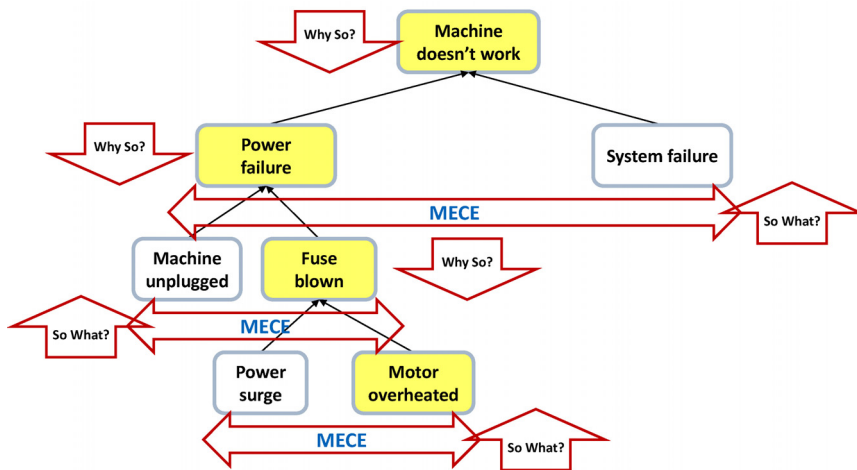 Why So?
Machine
doesn't work
Why So?
Power
failure
System failure
MECE
So What?
Machine
unplugged
Fuse
blown
Why So?
So What?
MECE
Power
surge
Motor
overheated
MECE
So What?